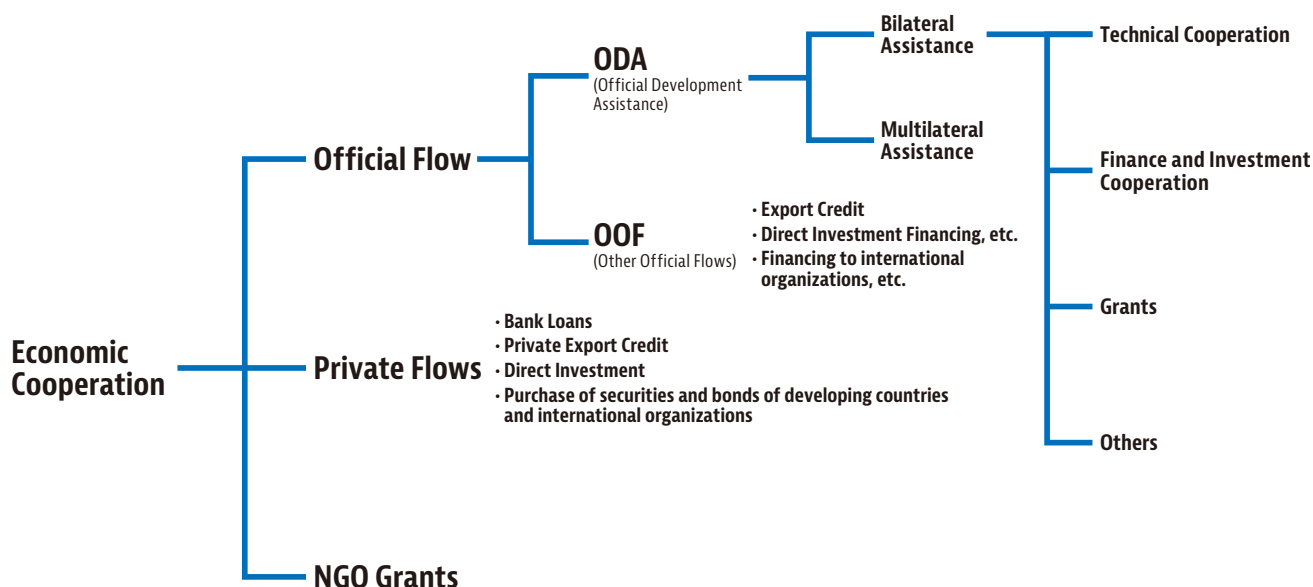 Economic
Cooperation
Official Flow
ODA
(Official Development
Assistance)
Bilateral
Assistance
Technical Cooperation
Finance and Investment
Cooperation
Grants
Others
Multilateral
Assistance
OOF
(Other Official Flows)
· Export Credit
· Direct Investment Financing, etc.
· Financing to international
organizations, etc.
Private Flows
· Bank Loans
· Private Export Credit
· Direct Investment
· Purchase of securities and bonds of developing countries
and international organizations
NGO Grants